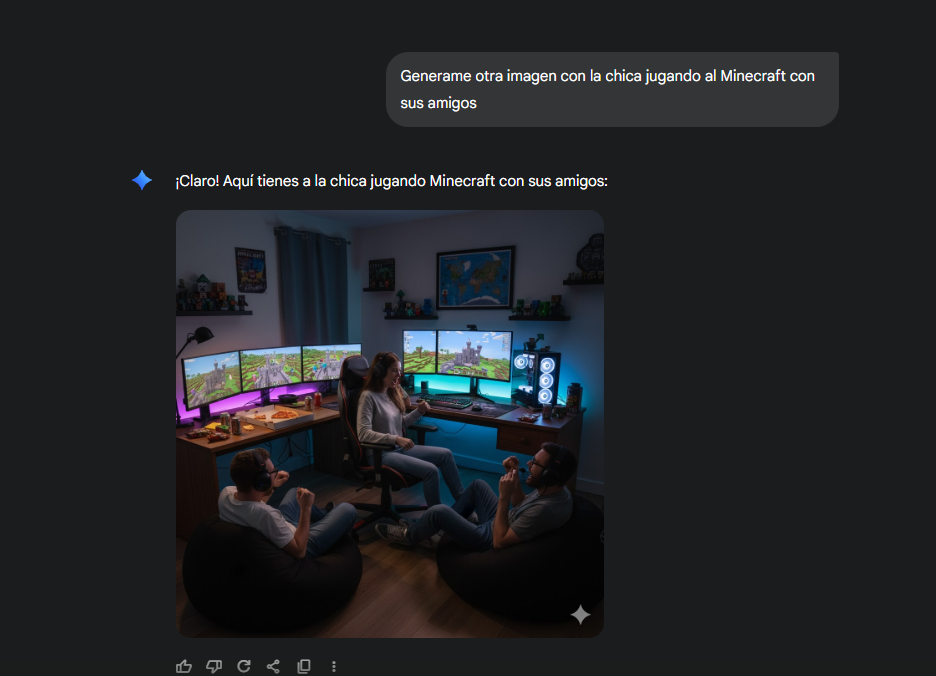 Generame otra imagen con la chica jugando al Minecraft con
sus amigos
¡Claro! Aquí tienes a la chica jugando Minecraft con sus amigos: